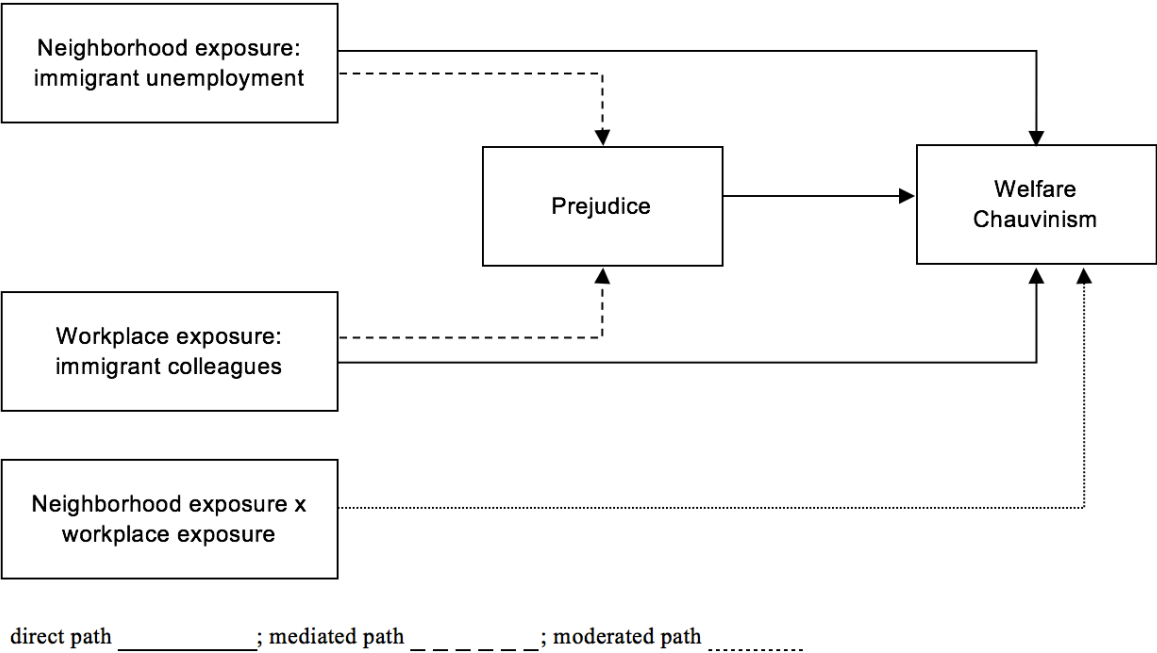 Neighborhood exposure:
immigrant unemployment
Prejudice
Welfare
Chauvinism
Workplace exposure:
immigrant colleagues
Neighborhood exposure x
workplace exposure
direct path ____________; mediated path _ _ _ _ _ _; moderated path ............